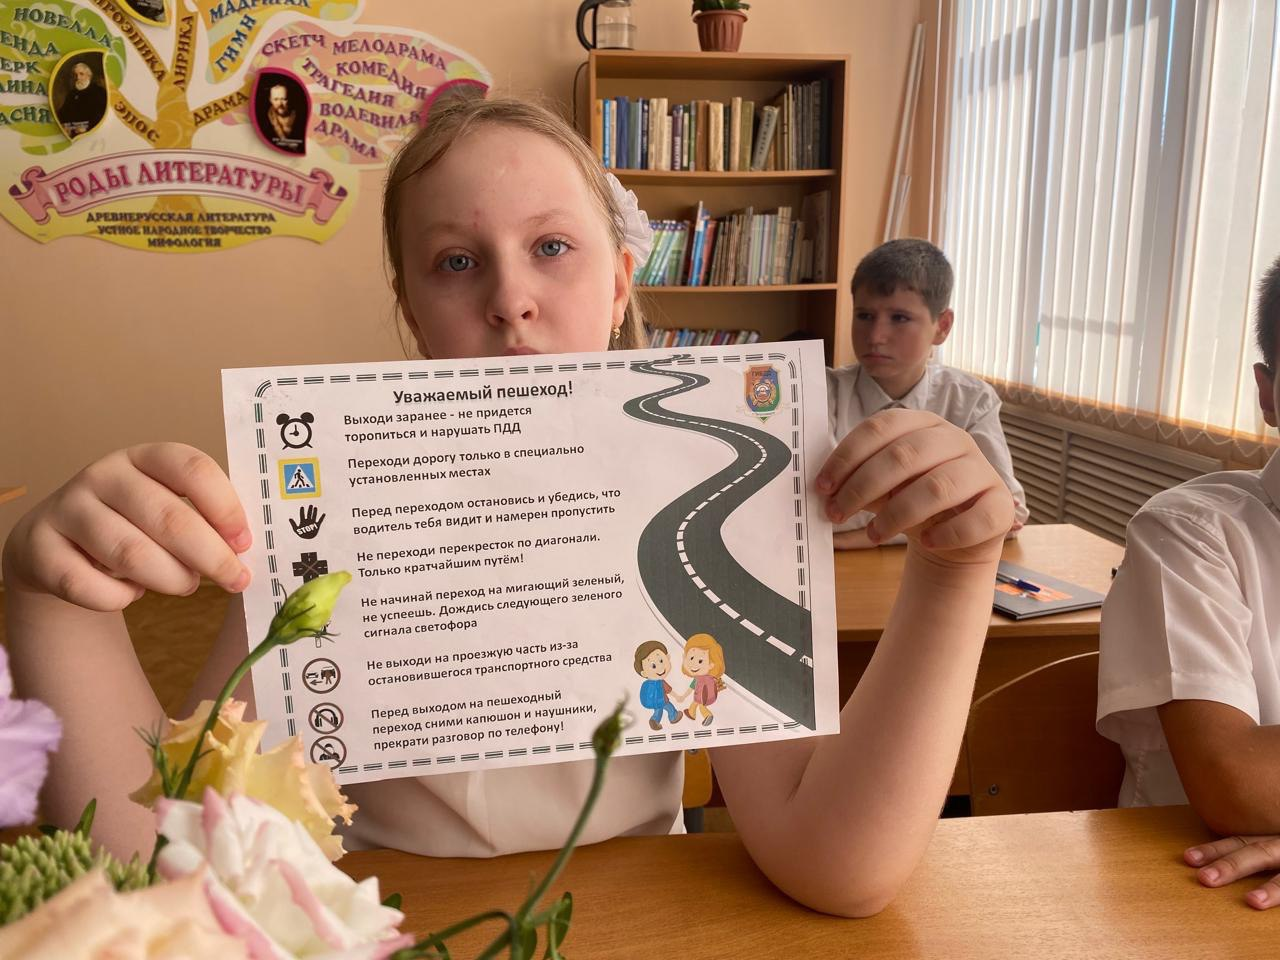 НОВЕЛЛА
МАДРИГАЛ
ГИМН
ЛИРИКА
ЭПОС
ДРАМА
СКЕТЧ МЕЛОДРАМА
КОМЕДИЯ
ТРАГЕДИЯ
ВОДЕВИЛЬ
ДРАМА
РОДЫ ЛИТЕРАТУРЫ
ДРЕВНЕРУССКАЯ ЛИТЕРАТУРА
УСТНОЕ НАРОДНОЕ ТВОРЧЕСТВО
МИФОЛОГИЯ
Уважаемый пешеход!
Выходи заранее - не придется
торопиться и нарушать ПДД
Переходи дорогу только в специально
установленных местах
STOP!
Перед переходом остановись и убедись, что
водитель тебя видит и намерен пропустить
Не переходи перекресток по диагонали.
Только кратчайшим путём!
Не начинай переход на мигающий зеленый,
не успеешь. Дождись следующего зеленого
сигнала светофора
Не выходи на проезжую часть из-за
остановившегося транспортного средства
Перед выходом на пешеходный
переход сними капюшон и наушники,
прекрати разговор по телефону!